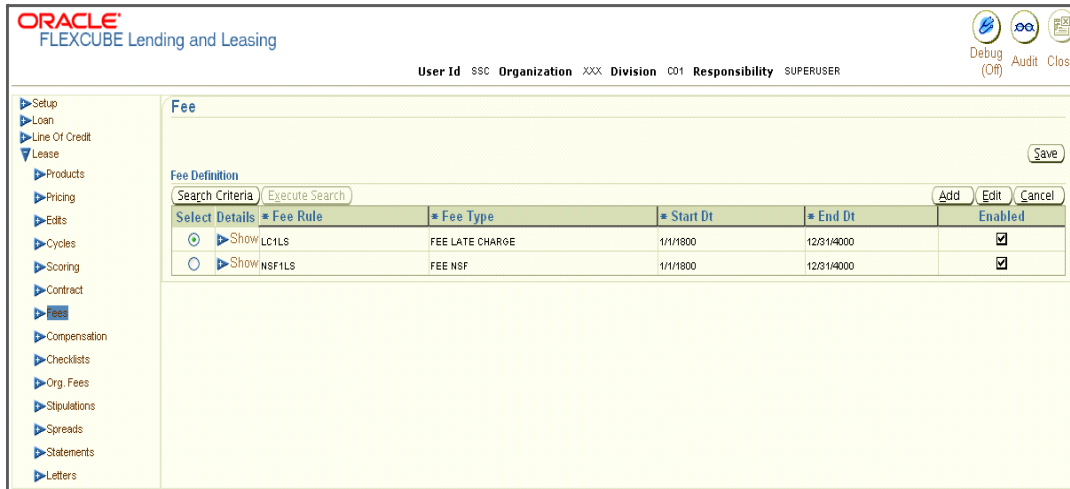 ORACLE
FLEXCUBE Lending and Leasing
Debug (Off)
Audit
Clos
User Id SSC Organization XXX Division C01 Responsibility SUPERUSER
Setup
Loan
Line Of Credit
Lease
Products
Pricing
Edits
Cycles
Scoring
Contract
Fees
Compensation
Checklists
Org. Fees
Stipulations
Spreads
Statements
Letters
Fee
Save
Fee Definition
Search Criteria Execute Search Add Edit Cancel
Select Details * Fee Rule * Fee Type * Start Dt * End Dt Enabled
Show LC1LS FEE LATE CHARGE 1/1/1800 12/31/4000
Show NSF1LS FEE NSF 1/1/1800 12/31/4000